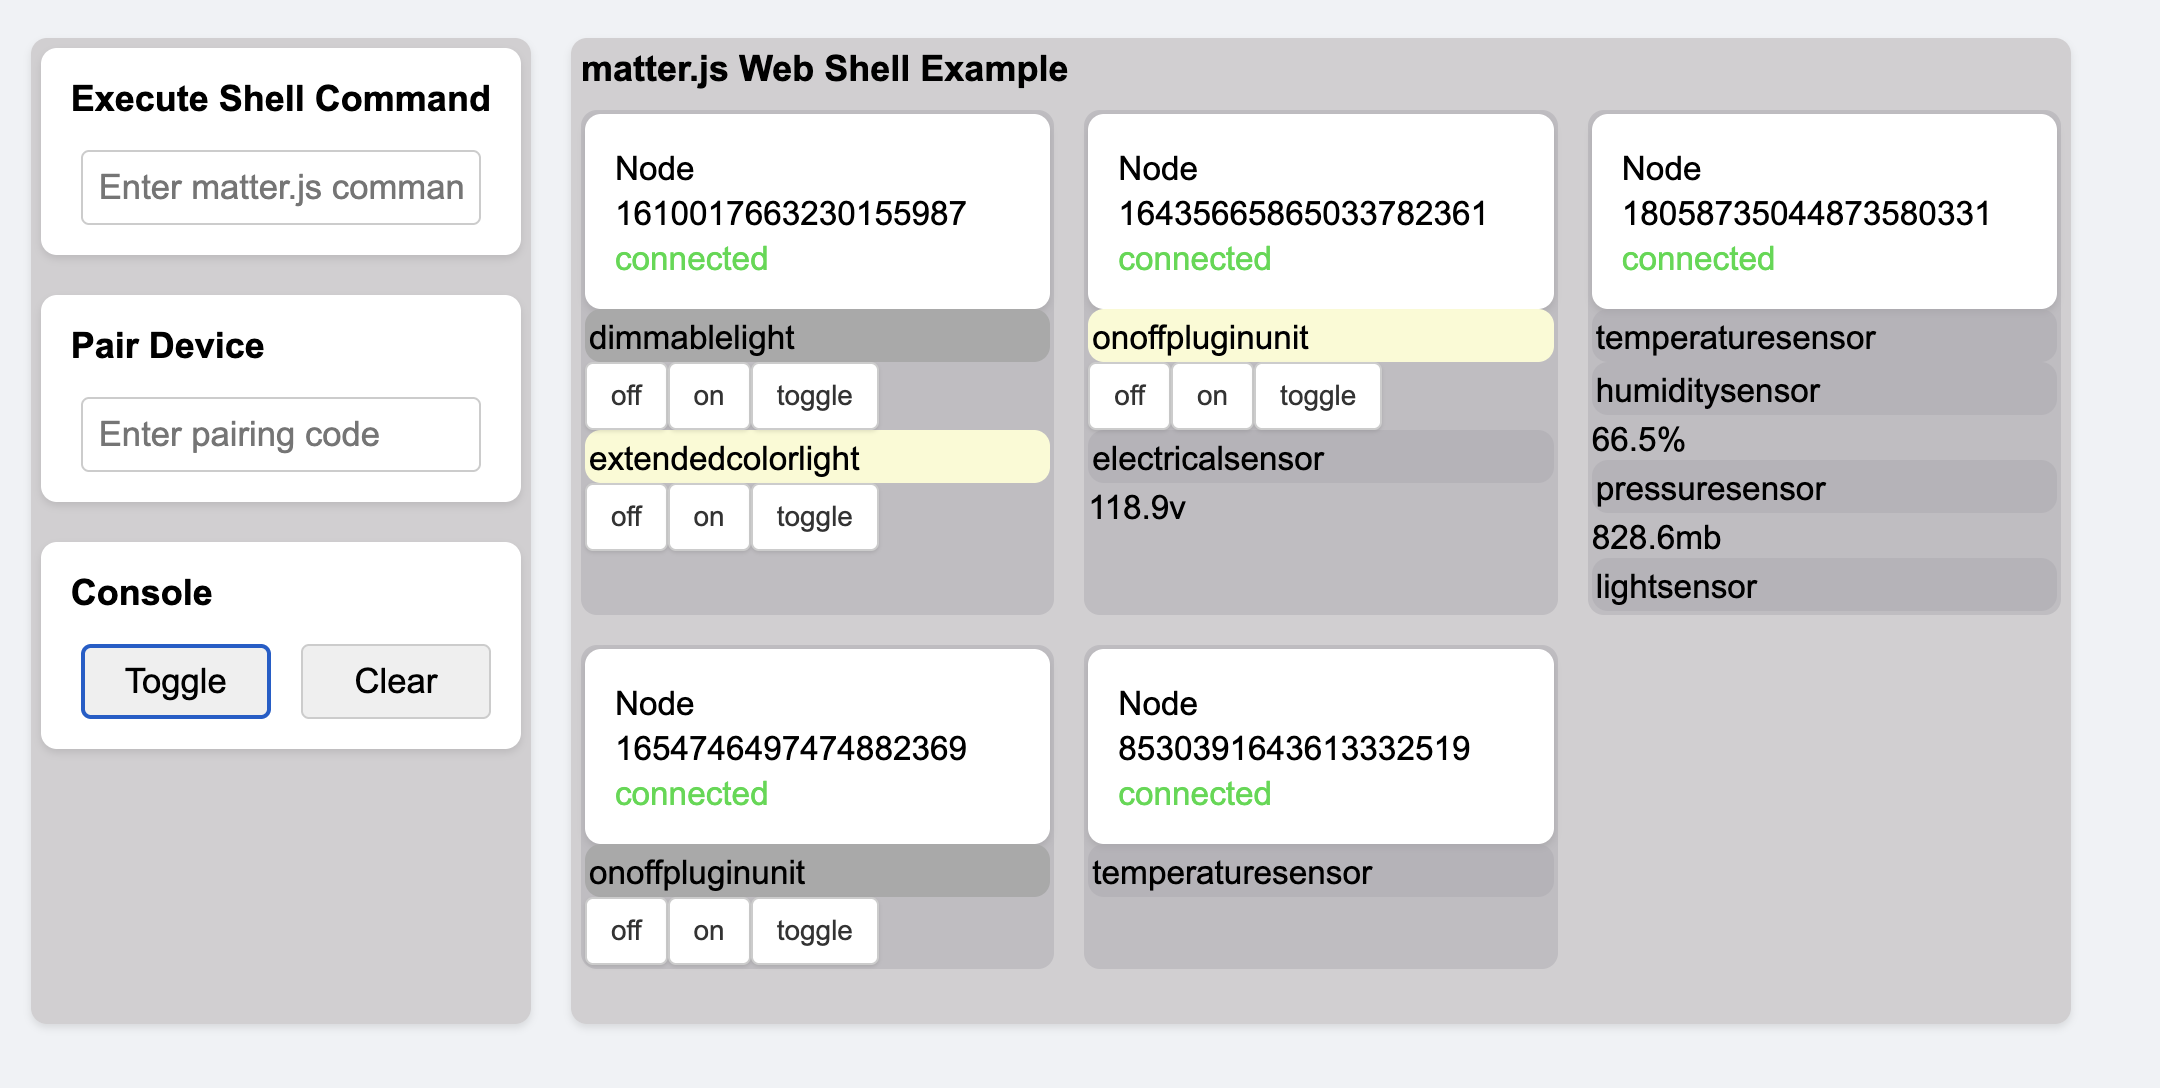 Execute Shell Command
Enter matter.js comman
Pair Device
Enter pairing code
Console
Toggle Clear
matter.js Web Shell Example
Node
1610017663230155987
connected
dimmablelight
off on toggle
extendedcolorlight
off on toggle
Node
16435665865033782361
connected
onoffpluginunit
off on toggle
electricalsensor
118.9v
Node
18058735044873580331
connected
temperaturesensor
humiditysensor
66.5%
pressuresensor
828.6mb
lightsensor
Node
1654746497474882369
connected
onoffpluginunit
off on toggle
Node
8530391643613332519
connected
temperaturesensor